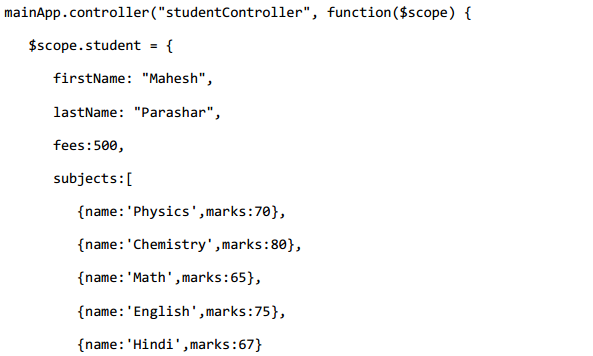 mainApp.controller("studentController", function($scope) {
$scope.student = {
firstName: "Mahesh",
lastName: "Parashar",
fees:500,
subjects:[
{name:'Physics',marks:70},
{name:'Chemistry',marks:80},
{name:'Math',marks:65},
{name:'English',marks:75},
{name:'Hindi',marks:67}